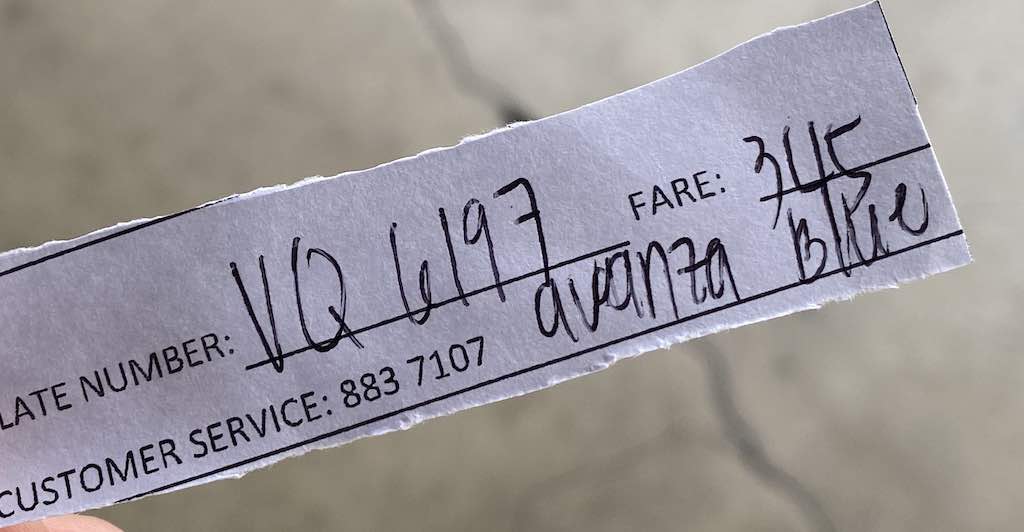 LATE NUMBER: VQ 6197 FARE: 345
avanza Blue
CUSTOMER SERVICE: 883 7107